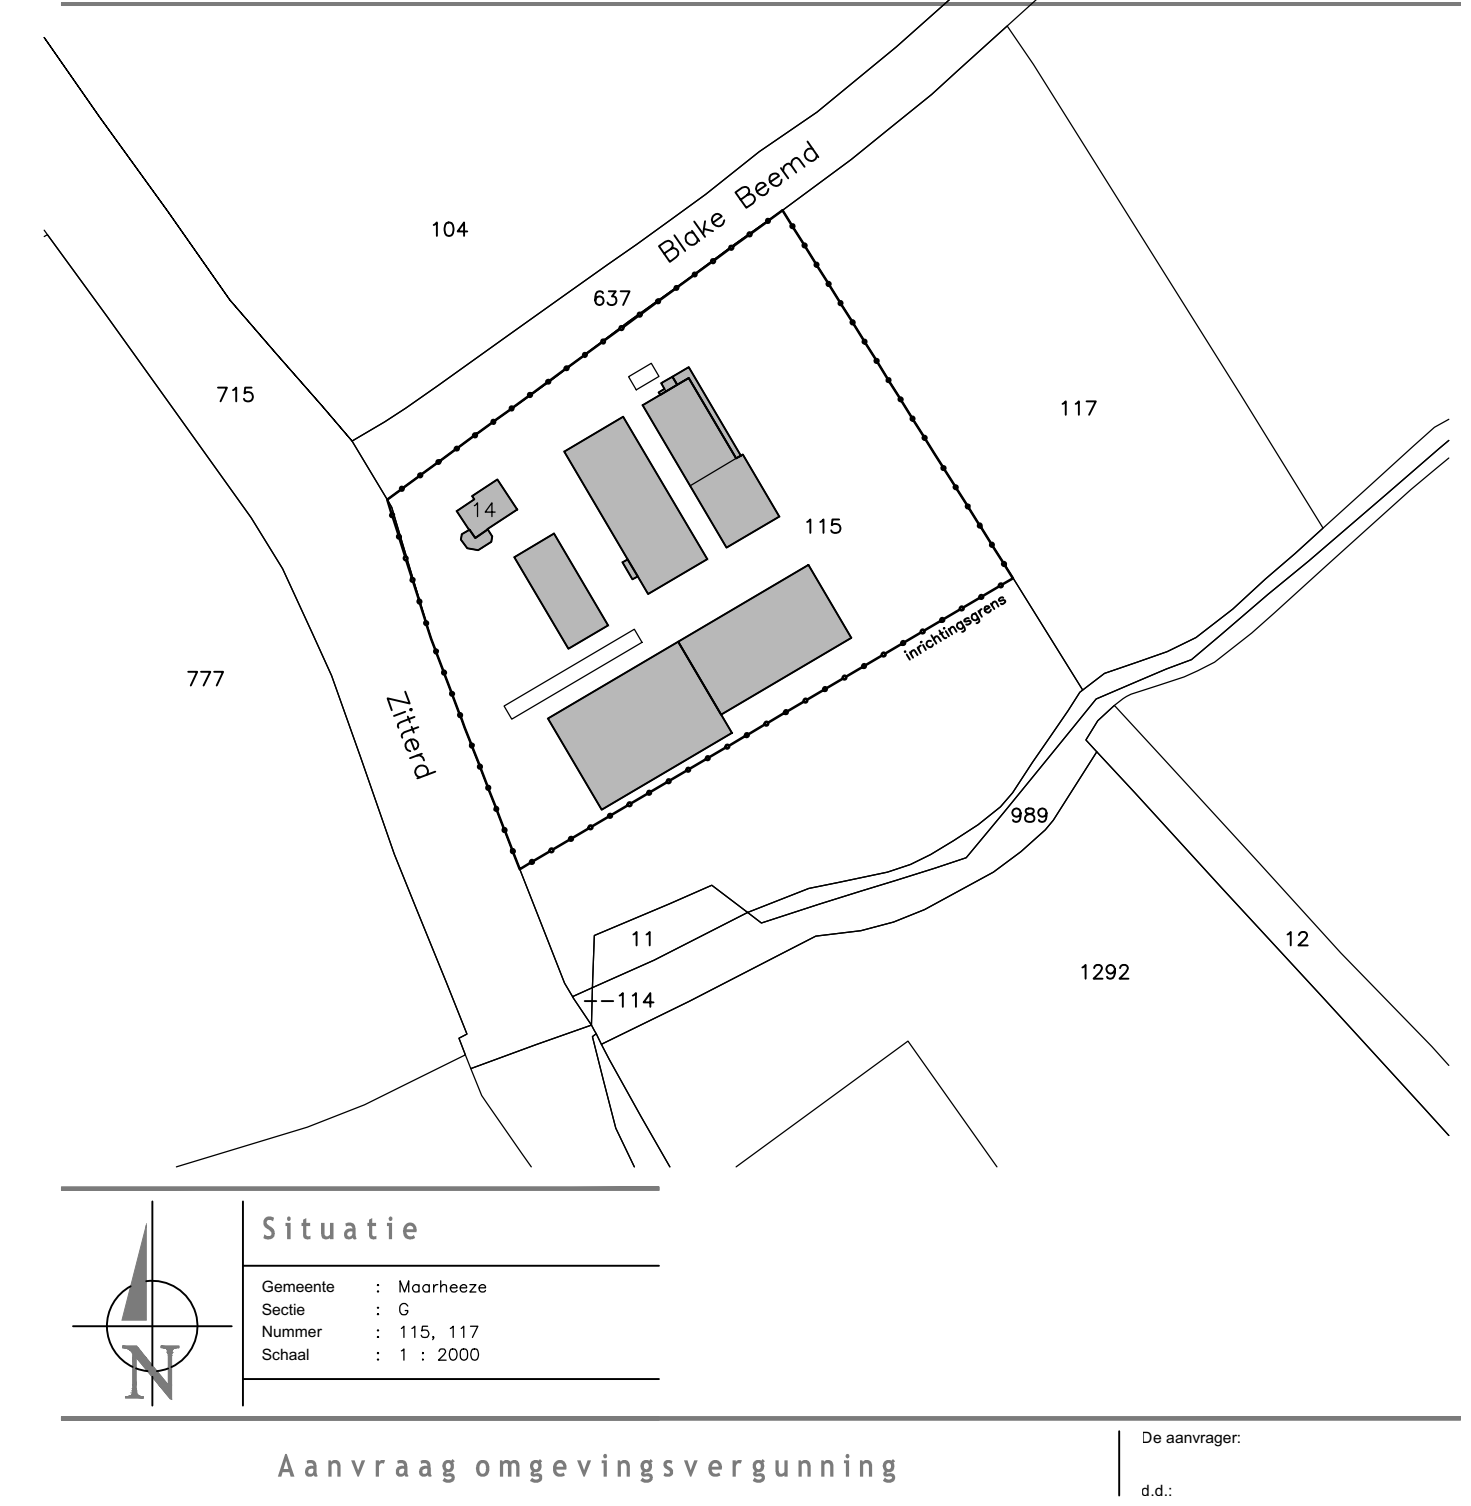 Blake Beemd
104
637
715
117
14
115
inrichtingsgrens
777
Zitterd
989
11
12
1292
114
Situatie
Gemeente : Maarheeze
Sectie : G
Nummer : 115, 117
Schaal : 1 : 2000
N
Aanvraag omgevingsvergunning
De aanvrager:
d.d.: